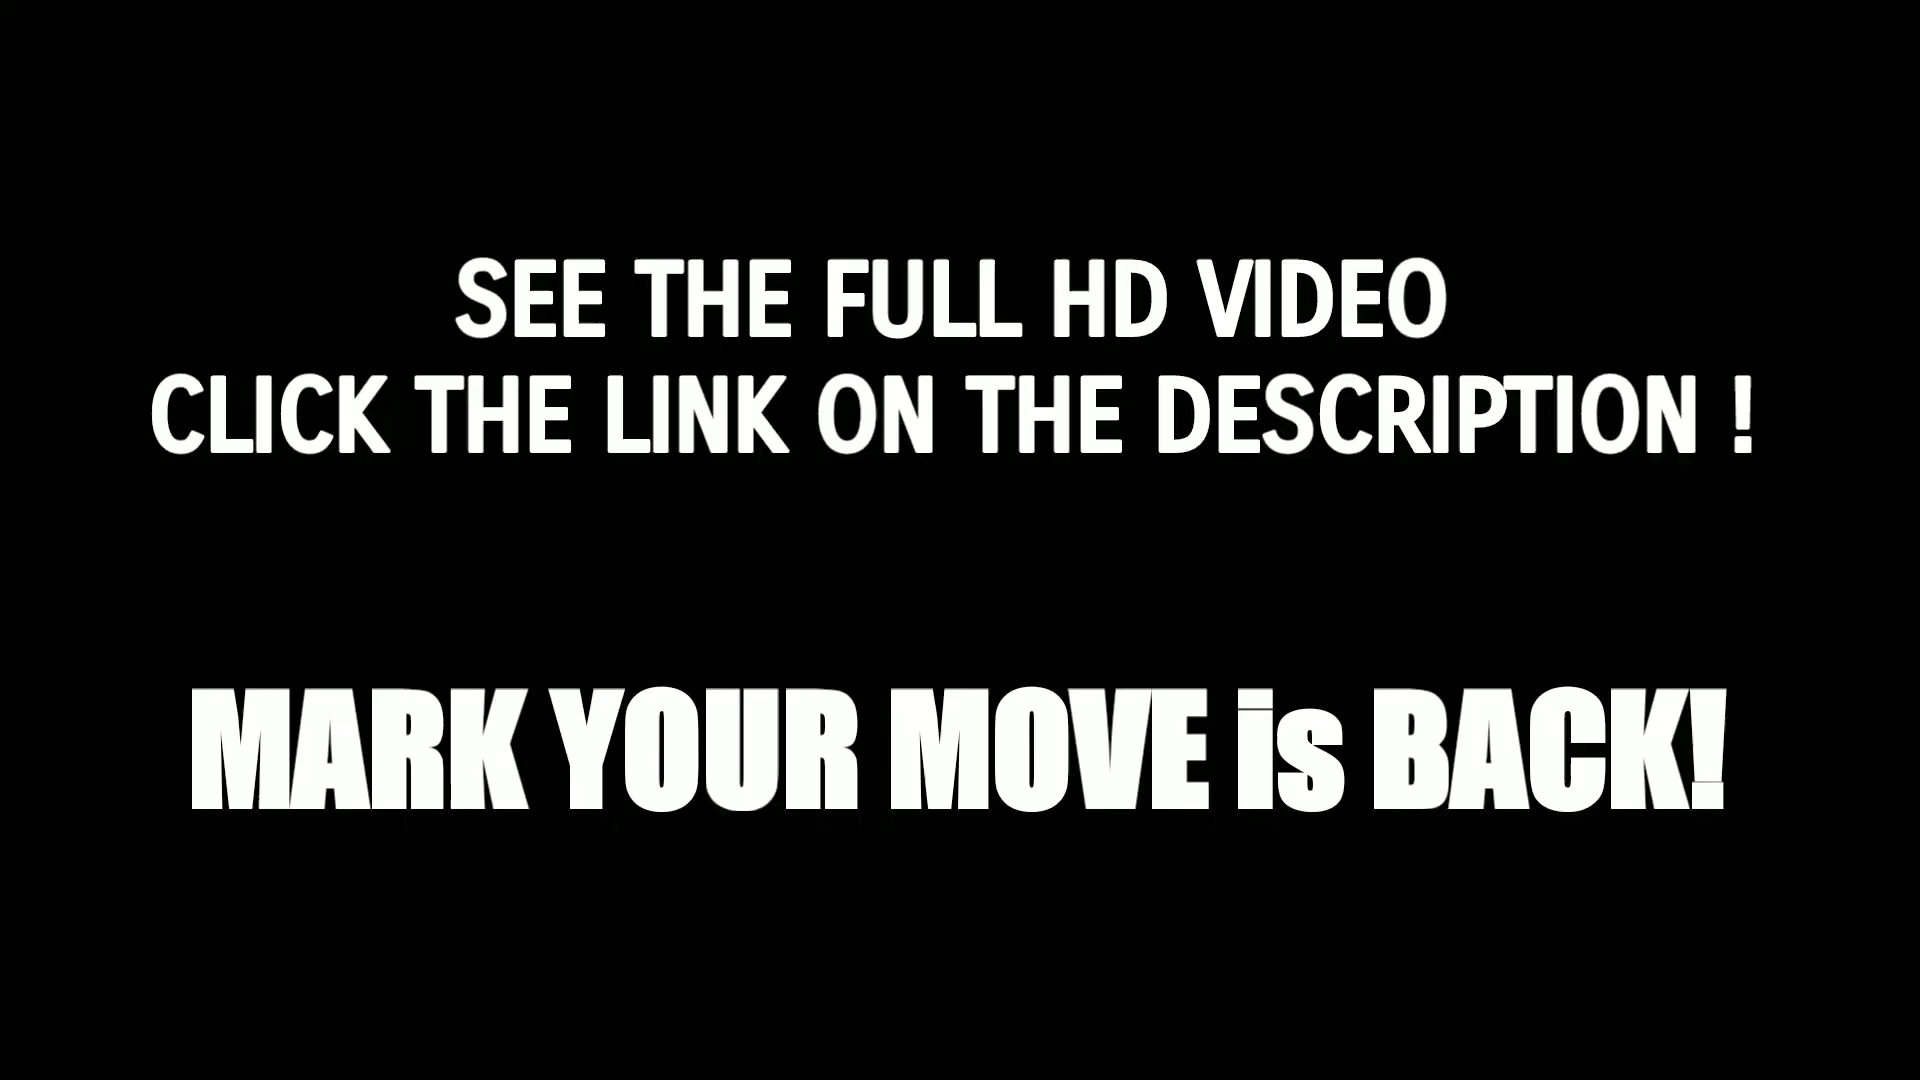 SEE THE FULL HD VIDEO
CLICK THE LINK ON THE DESCRIPTION !
MARK YOUR MOVE is BACK!